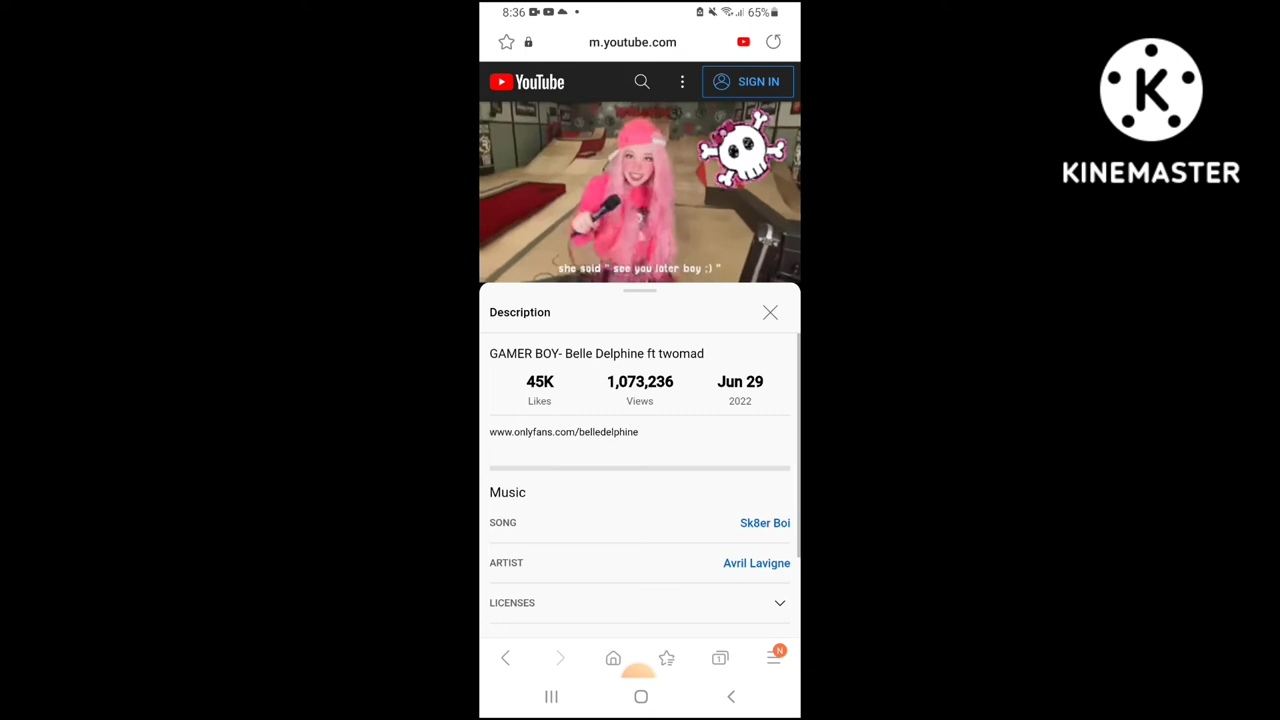 8:36
65%
m.youtube.com
YouTube
SIGN IN
she said " see you later boy ;) "
Description
GAMER BOY- Belle Delphine ft twomad
45K
1,073,236
Jun 29
Likes
Views
2022
www.onlyfans.com/belledelphine
Music
SONG
Sk8er Boi
ARTIST
Avril Lavigne
LICENSES
1
N
K
KINEMASTER